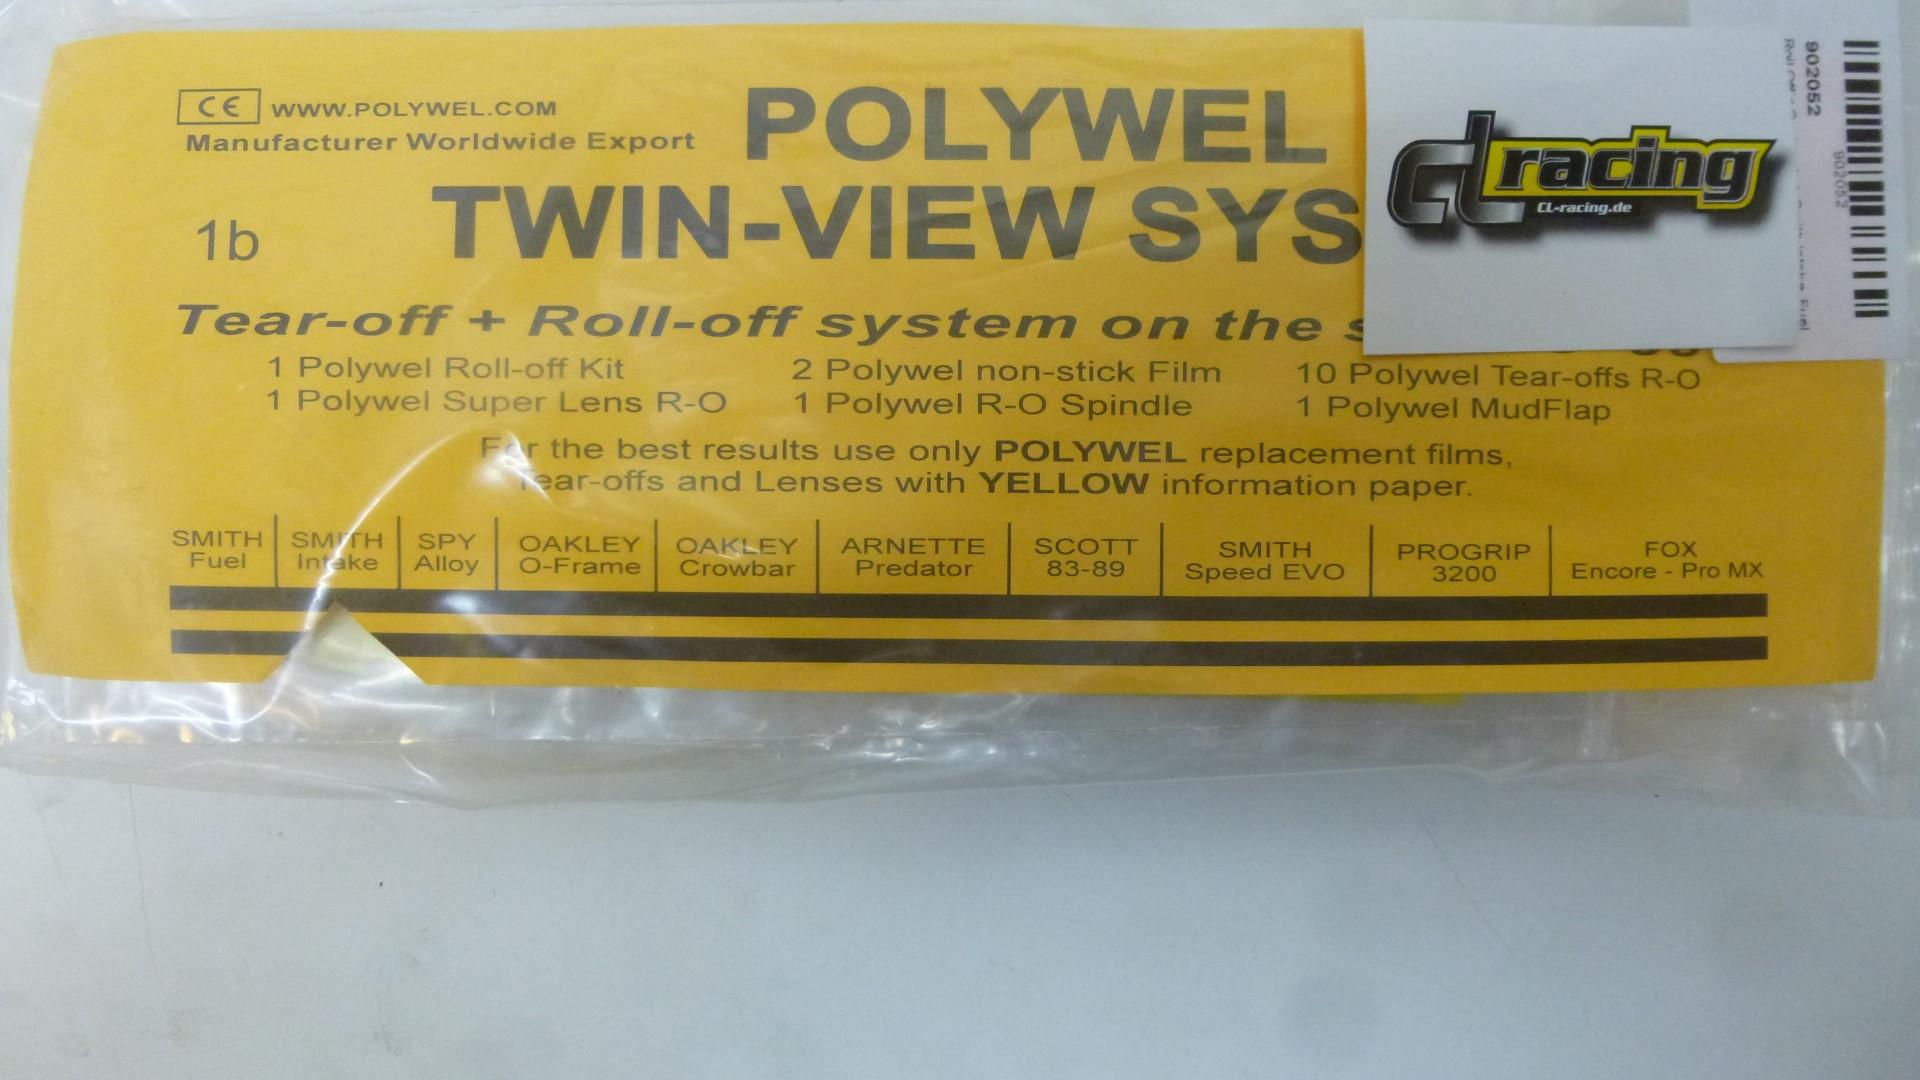 CE WWW.POLYWEL.COM
Manufacturer Worldwide Export
POLYWEL
1b
TWIN-VIEW SYS
Tear-off + Roll-off system on the
1 Polywel Roll-off Kit 2 Polywel non-stick Film 10 Polywel Tear-offs R-O
1 Polywel Super Lens R-O 1 Polywel R-O Spindle 1 Polywel MudFlap
For the best results use only POLYWEL replacement films,
Tear-offs and Lenses with YELLOW information paper.
SMITH SMITH SPY OAKLEY OAKLEY ARNETTE SCOTT SMITH PROGRIP FOX
Fuel Intake Alloy O-Frame Crowbar Predator 83-89 Speed EVO 3200 Encore - Pro MX
cl racing
CL-racing.de
902052
902052
Intake Fuel